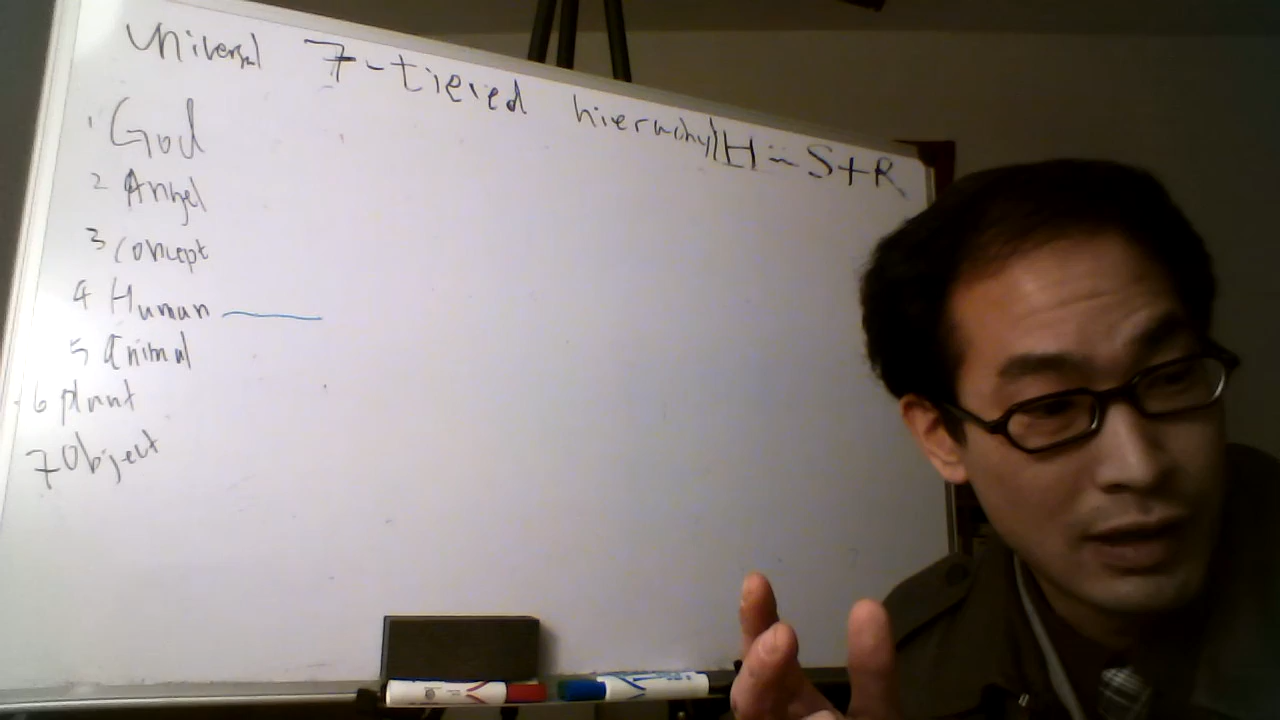 Universal 7-tiered hierarchy H = S+R
1 God
2 Angel
3 concept
4 Human
5 Animal
6 plant
7 Object